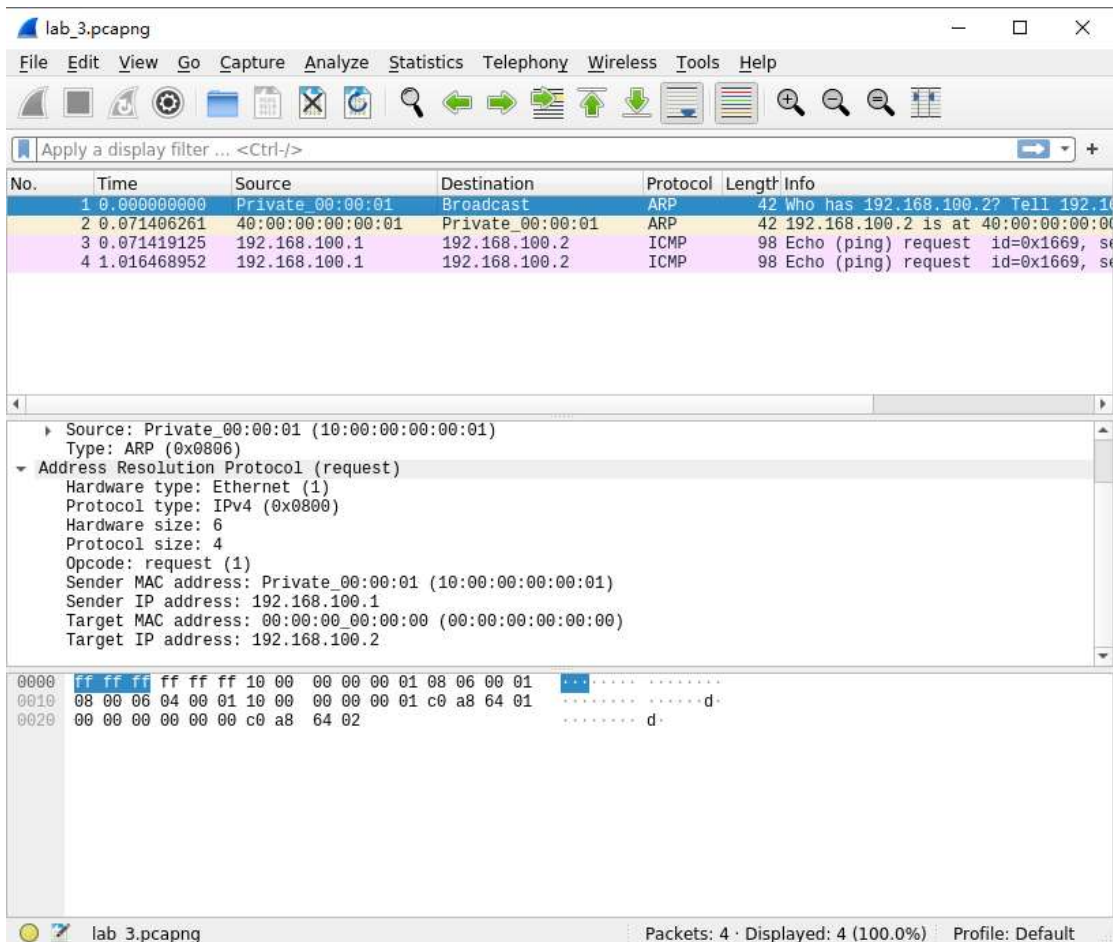 lab_3.pcapng
File Edit View Go Capture Analyze Statistics Telephony Wireless Tools Help
Apply a display filter ... <Ctrl-/>
No. Time Source Destination Protocol Length Info
1 0.000000000 Private_00:00:01 Broadcast ARP 42 Who has 192.168.100.2? Tell 192.16
2 0.071406261 40:00:00:00:00:01 Private_00:00:01 ARP 42 192.168.100.2 is at 40:00:00:00:00
3 0.071419125 192.168.100.1 192.168.100.2 ICMP 98 Echo (ping) request id=0x1669, se
4 1.016468952 192.168.100.1 192.168.100.2 ICMP 98 Echo (ping) request id=0x1669, se
Source: Private_00:00:01 (10:00:00:00:00:01)
Type: ARP (0x0806)
Address Resolution Protocol (request)
Hardware type: Ethernet (1)
Protocol type: IPv4 (0x0800)
Hardware size: 6
Protocol size: 4
Opcode: request (1)
Sender MAC address: Private_00:00:01 (10:00:00:00:00:01)
Sender IP address: 192.168.100.1
Target MAC address: 00:00:00_00:00:00 (00:00:00:00:00:00)
Target IP address: 192.168.100.2
0000 ff ff ff ff ff ff 10 00 00 00 00 01 08 06 00 01 ········ ········
0010 08 00 06 04 00 01 10 00 00 00 00 01 c0 a8 64 01 ········ ······d·
0020 00 00 00 00 00 00 c0 a8 64 02 ········ d·
lab_3.pcapng Packets: 4 · Displayed: 4 (100.0%) Profile: Default